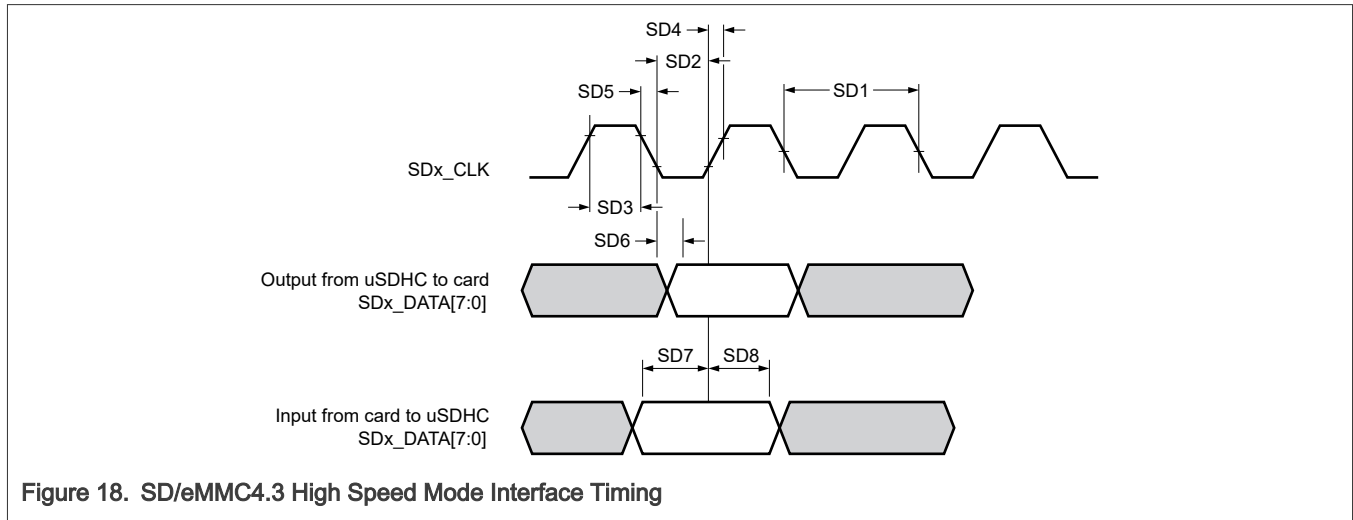 SD4
SD2
SD5
SD1
SDx_CLK
SD3
SD6
Output from uSDHC to card
SDx_DATA[7:0]
SD7 SD8
Input from card to uSDHC
SDx_DATA[7:0]
Figure 18. SD/eMMC4.3 High Speed Mode Interface Timing